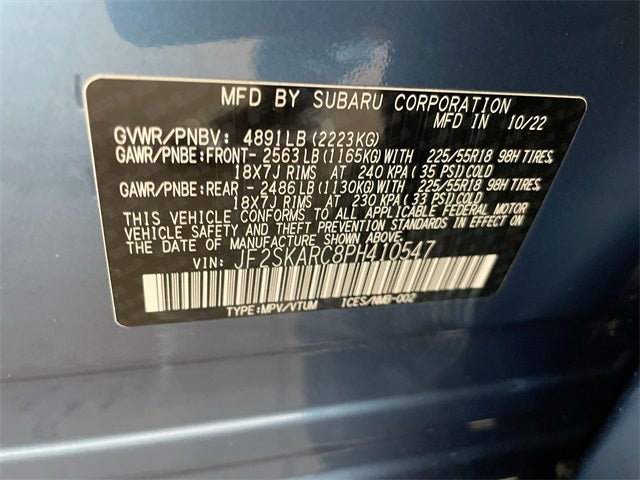 MFD BY SUBARU CORPORATION
MFD IN 10/22
GVWR/PNBV: 4891LB(2223KG)
GAWR/PNBE:FRONT-2563LB(1165KG)WITH 225/55R18 98H TIRES,
18X7J RIMS AT 240 KPA(35 PSI)COLD
GAWR/PNBE:REAR -2486LB(1130KG)WITH 225/55R18 98H TIRES,
18X7J RIMS AT 230 KPA(33 PSI)COLD
THIS VEHICLE CONFORMS TO ALL APPLICABLE FEDERAL MOTOR
VEHICLE SAFETY AND THEFT PREVENTION STANDARDS IN EFFECT ON
THE DATE OF MANUFACTURE SHOWN ABOVE.
VIN: JF2SKARC8PH410547
TYPE:MPV/VTUM ICES/NMB-002